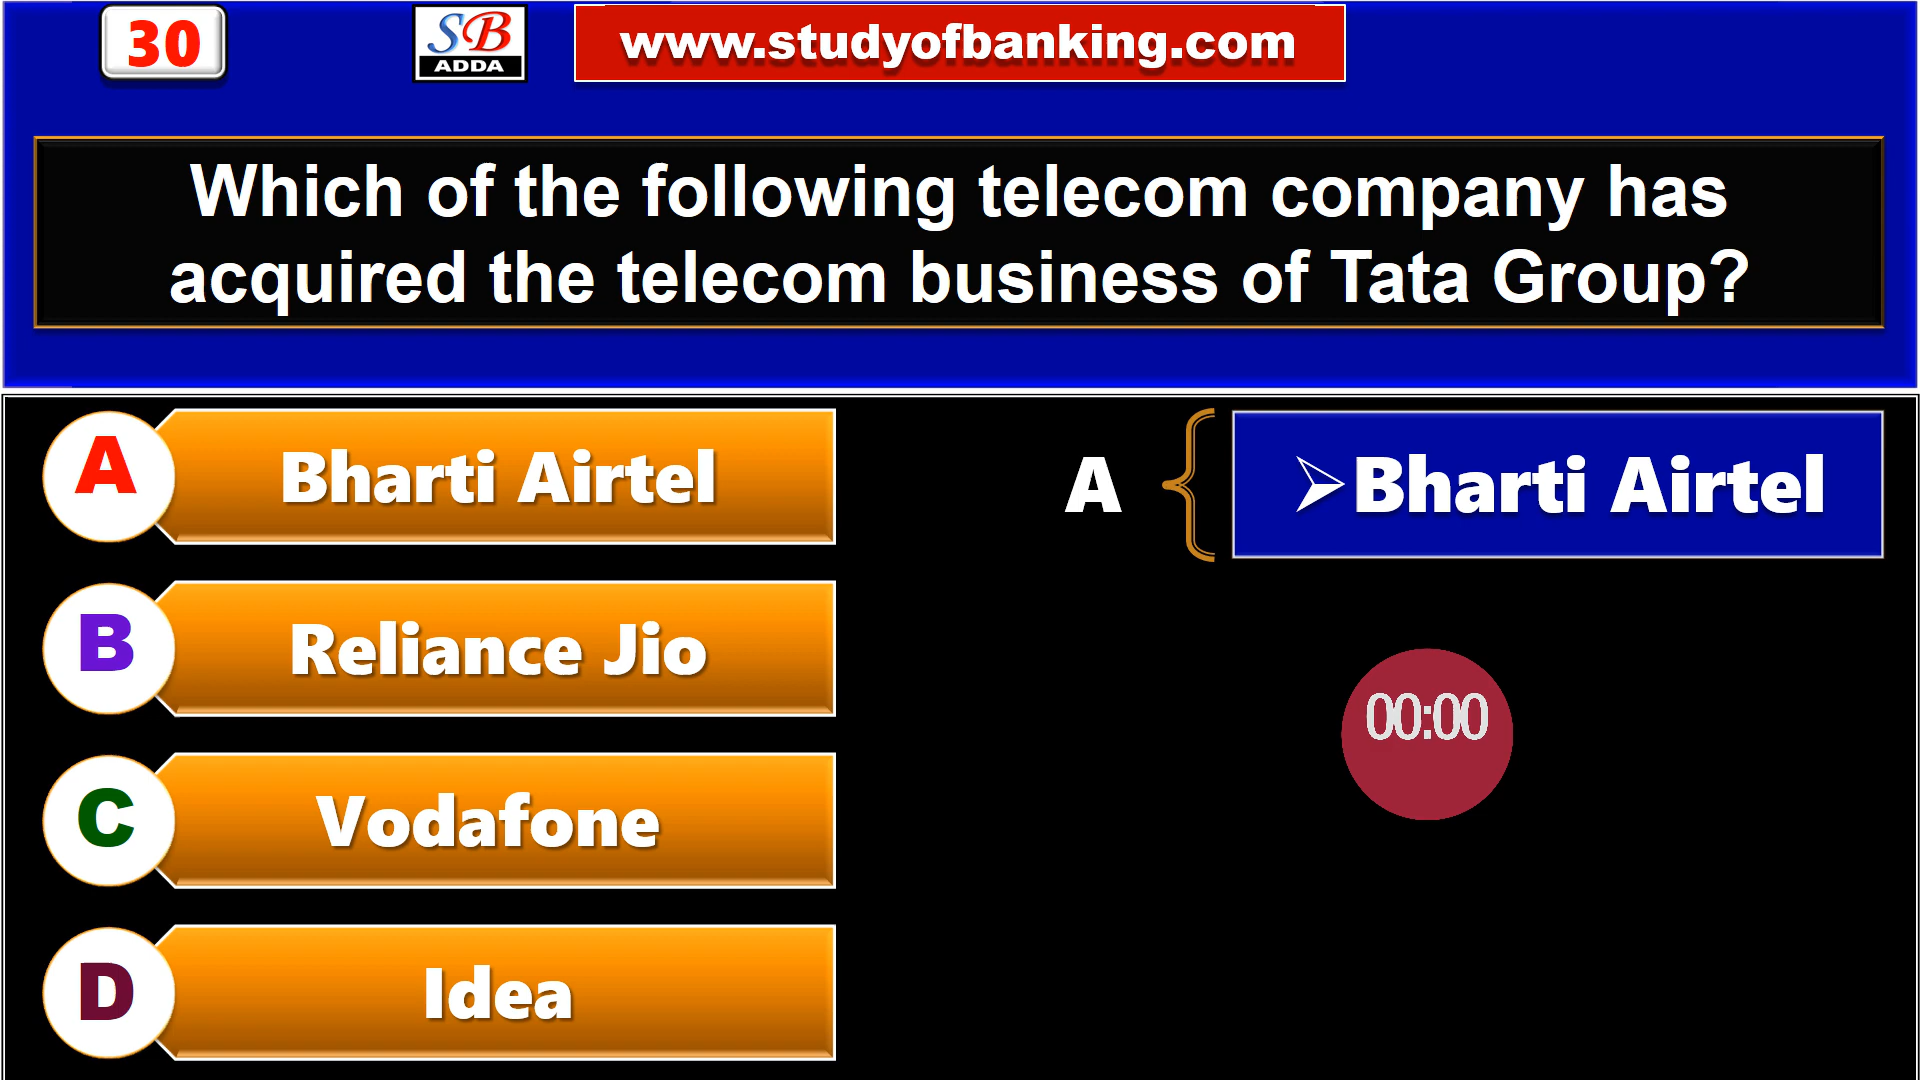 30
SB
ADDA
www.studyofbanking.com
Which of the following telecom company has
acquired the telecom business of Tata Group?
A Bharti Airtel
B Reliance Jio
C Vodafone
D Idea
A ➢Bharti Airtel
00:00